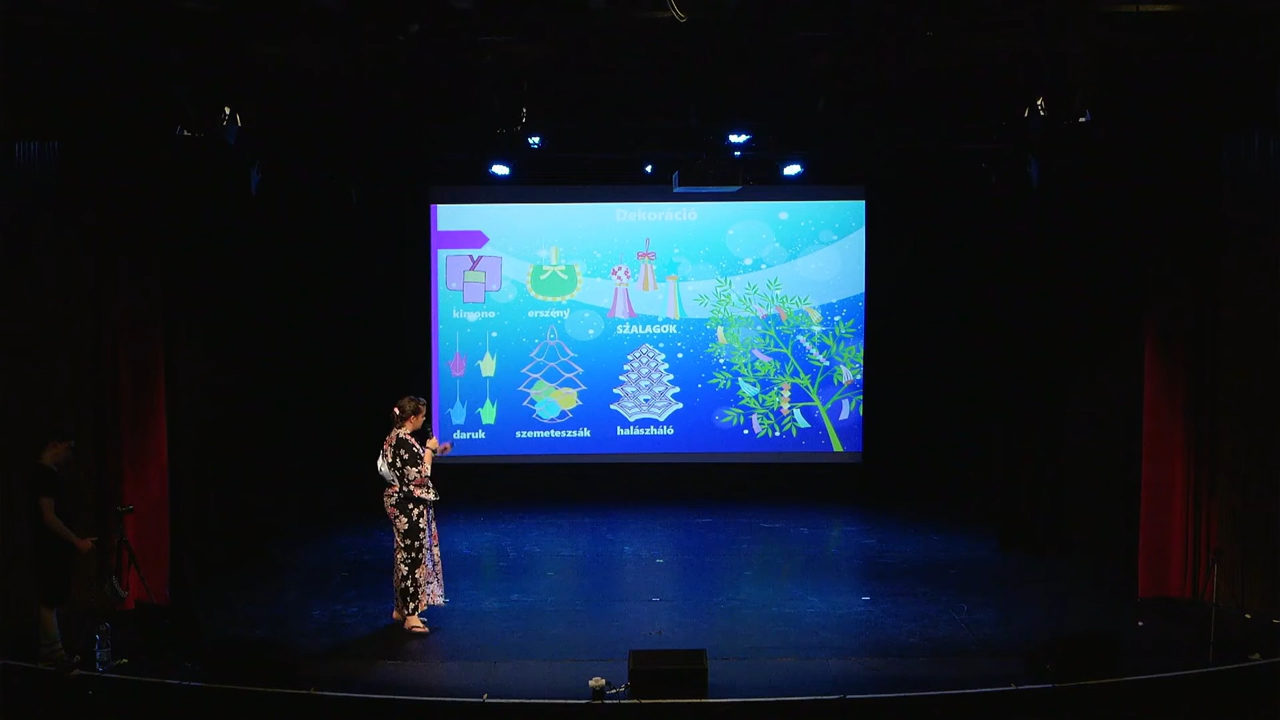 Dekoráció
kimono
erszény
SZALAGOK
daruk
szemeteszsák
halászháló